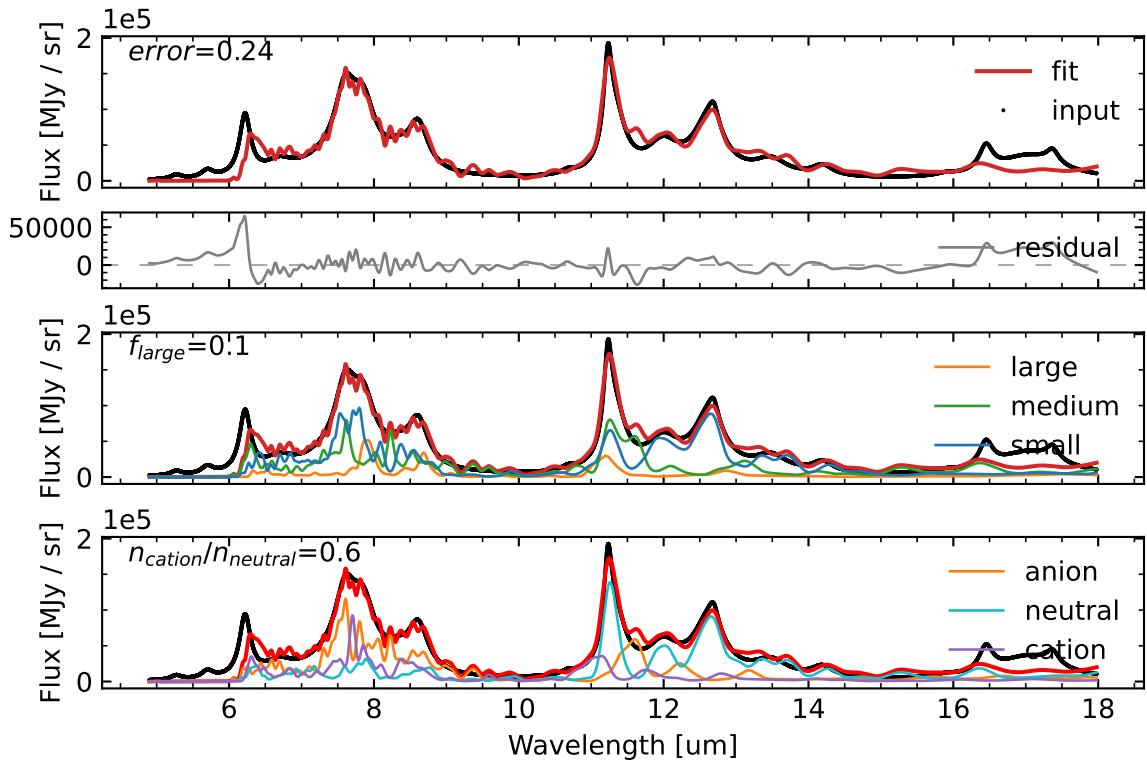 1e5
error=0.24
2
0
Flux [MJy / sr]
fit
input
50000
0
residual
1e5
f_large=0.1
2
0
Flux [MJy / sr]
large
medium
small
1e5
n_cation/n_neutral=0.6
2
0
Flux [MJy / sr]
anion
neutral
cation
6 8 10 12 14 16 18
Wavelength [um]